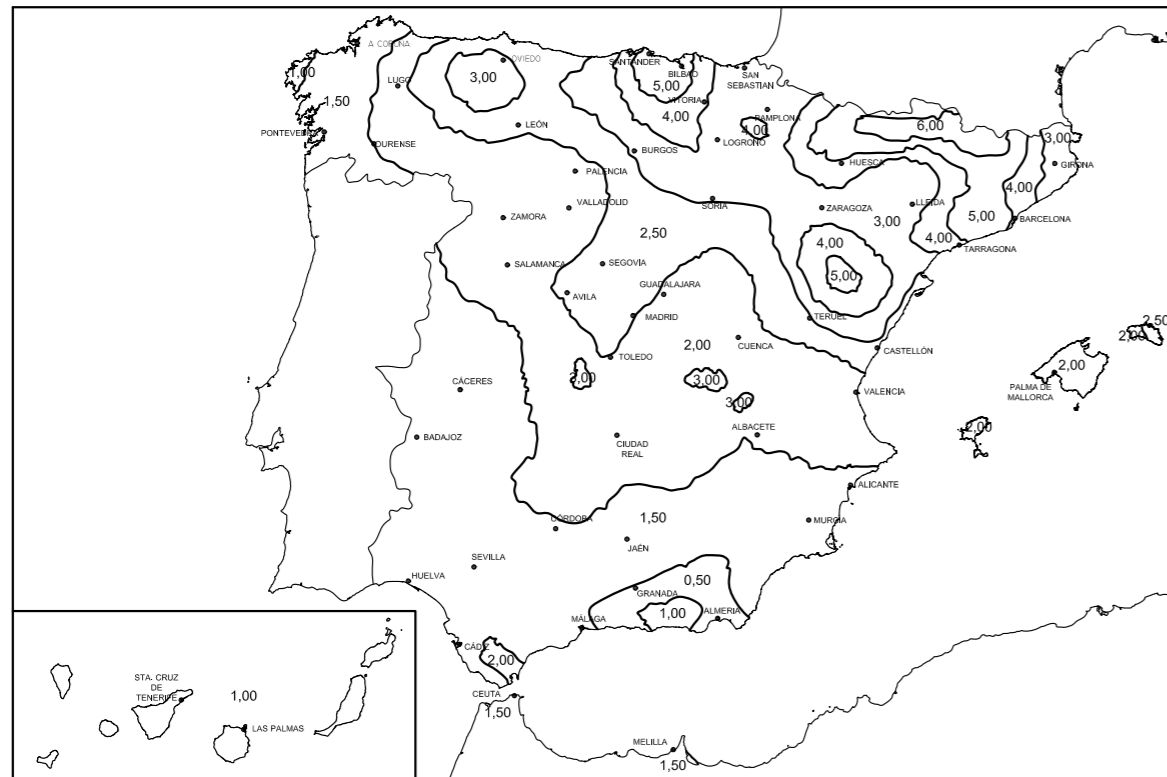 A CORUÑA
OVIEDO
SANTANDER
1,00
3,00
BILBAO
SAN
SEBASTIAN
LUGO
5,00
1,50
VITORIA
4,00
PAMPLONA
6,00
PONTEVEDRA
LEÓN
4,00
3,00
OURENSE
LOGROÑO
BURGOS
HUESCA
GIRONA
PALENCIA
4,00
VALLADOLID
SORIA
ZARAGOZA
LLEIDA
ZAMORA
3,00
5,00
BARCELONA
2,50
4,00
4,00
TARRAGONA
SALAMANCA
SEGOVIA
5,00
GUADALAJARA
AVILA
MADRID
TERUEL
2,50
2,00
TOLEDO
2,00
CUENCA
CASTELLÓN
2,00
3,00
3,00
CÁCERES
PALMA DE
MALLORCA
VALENCIA
3,00
BADAJOZ
CIUDAD
REAL
ALBACETE
2,00
ALICANTE
1,50
CÓRDOBA
MURCIA
JAÉN
SEVILLA
HUELVA
0,50
GRANADA
1,00
MÁLAGA
ALMERIA
CÁDIZ
2,00
STA. CRUZ
DE
TENERIFE
1,00
CEUTA
1,50
LAS PALMAS
MELILLA
1,50